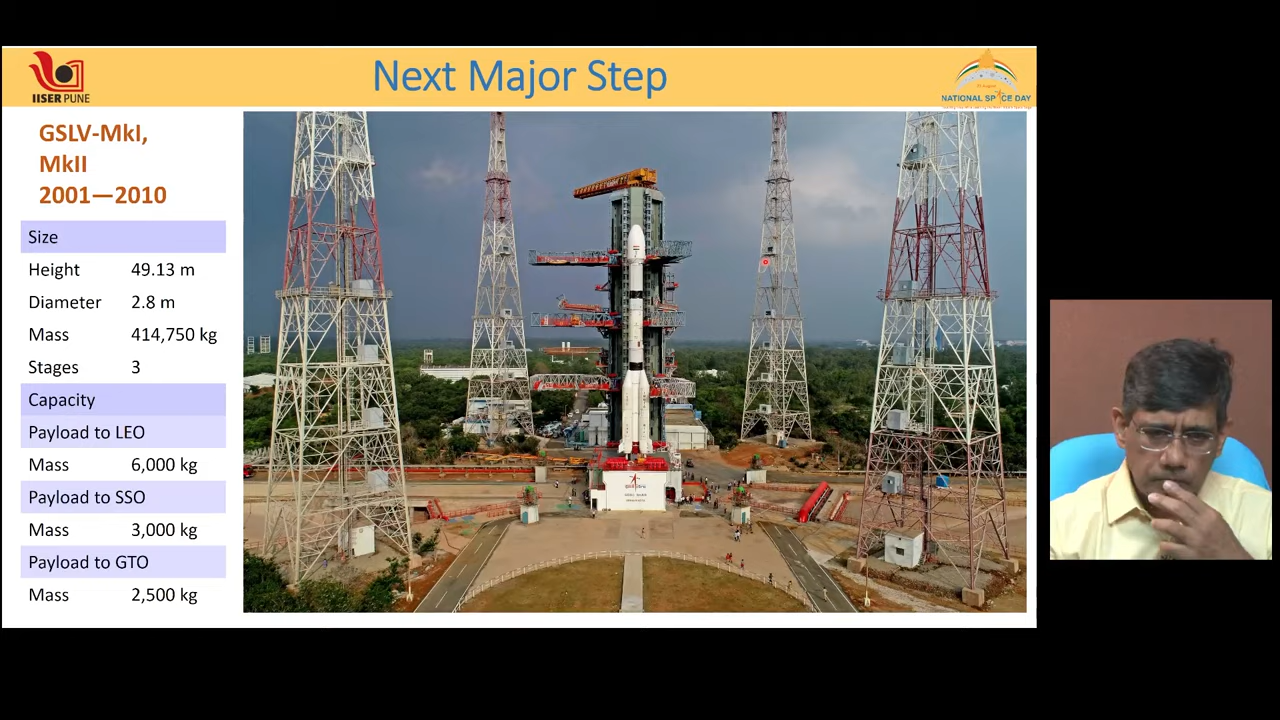 Next Major Step
IISER PUNE
NATIONAL SPACE DAY
GSLV-MkI,
MkII
2001—2010
Size
Height 49.13 m
Diameter 2.8 m
Mass 414,750 kg
Stages 3
Capacity
Payload to LEO
Mass 6,000 kg
Payload to SSO
Mass 3,000 kg
Payload to GTO
Mass 2,500 kg